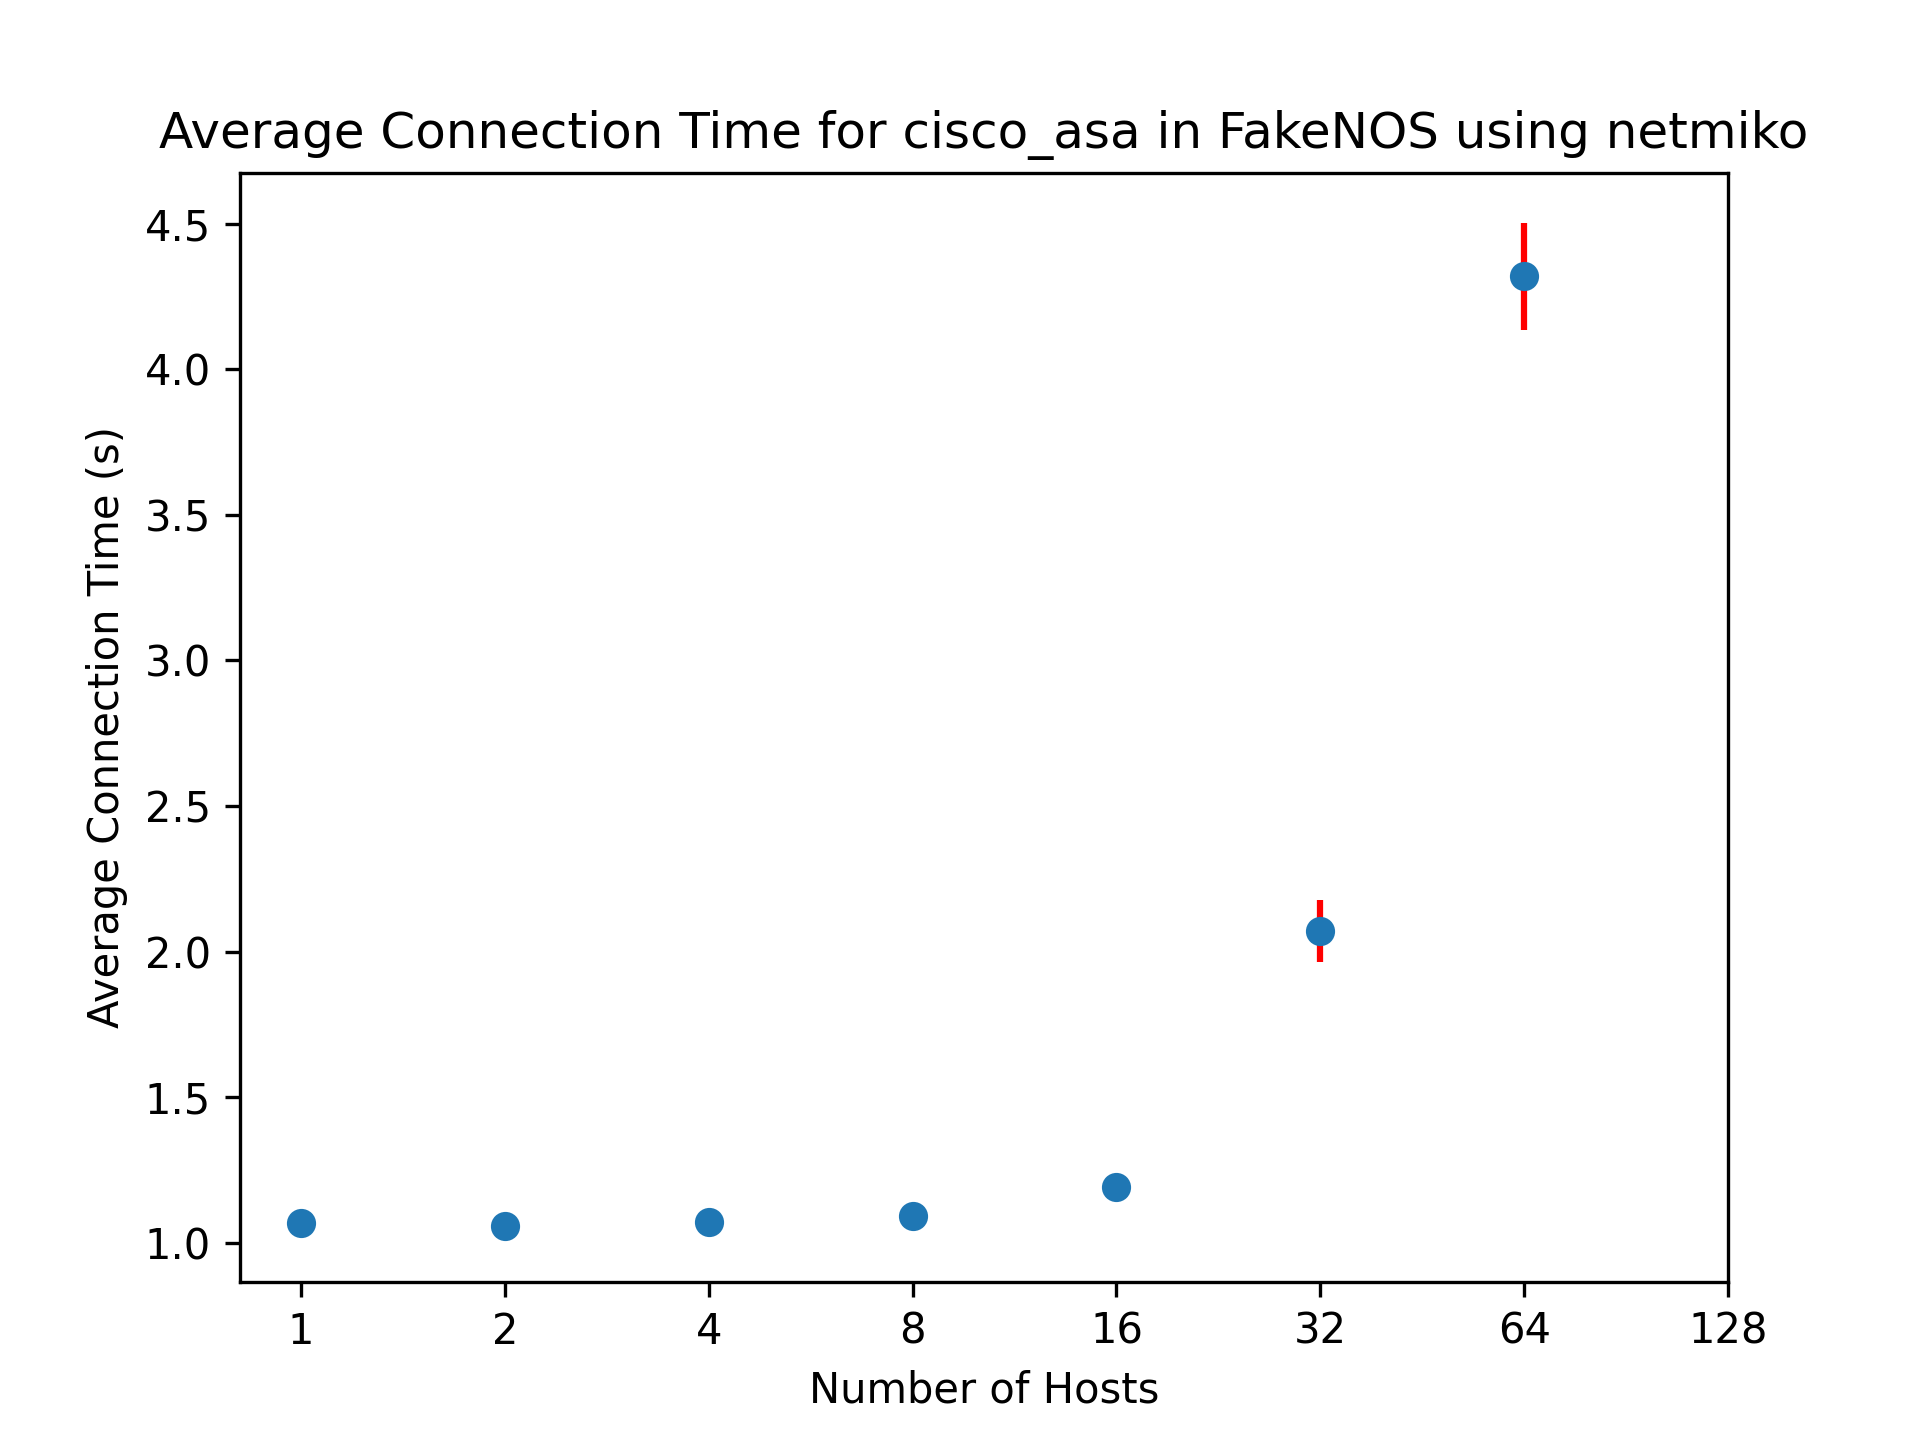 Average Connection Time for cisco_asa in FakeNOS using netmiko
4.5
4.0
3.5
3.0
2.5
2.0
1.5
1.0
Average Connection Time (s)
1 2 4 8 16 32 64 128
Number of Hosts